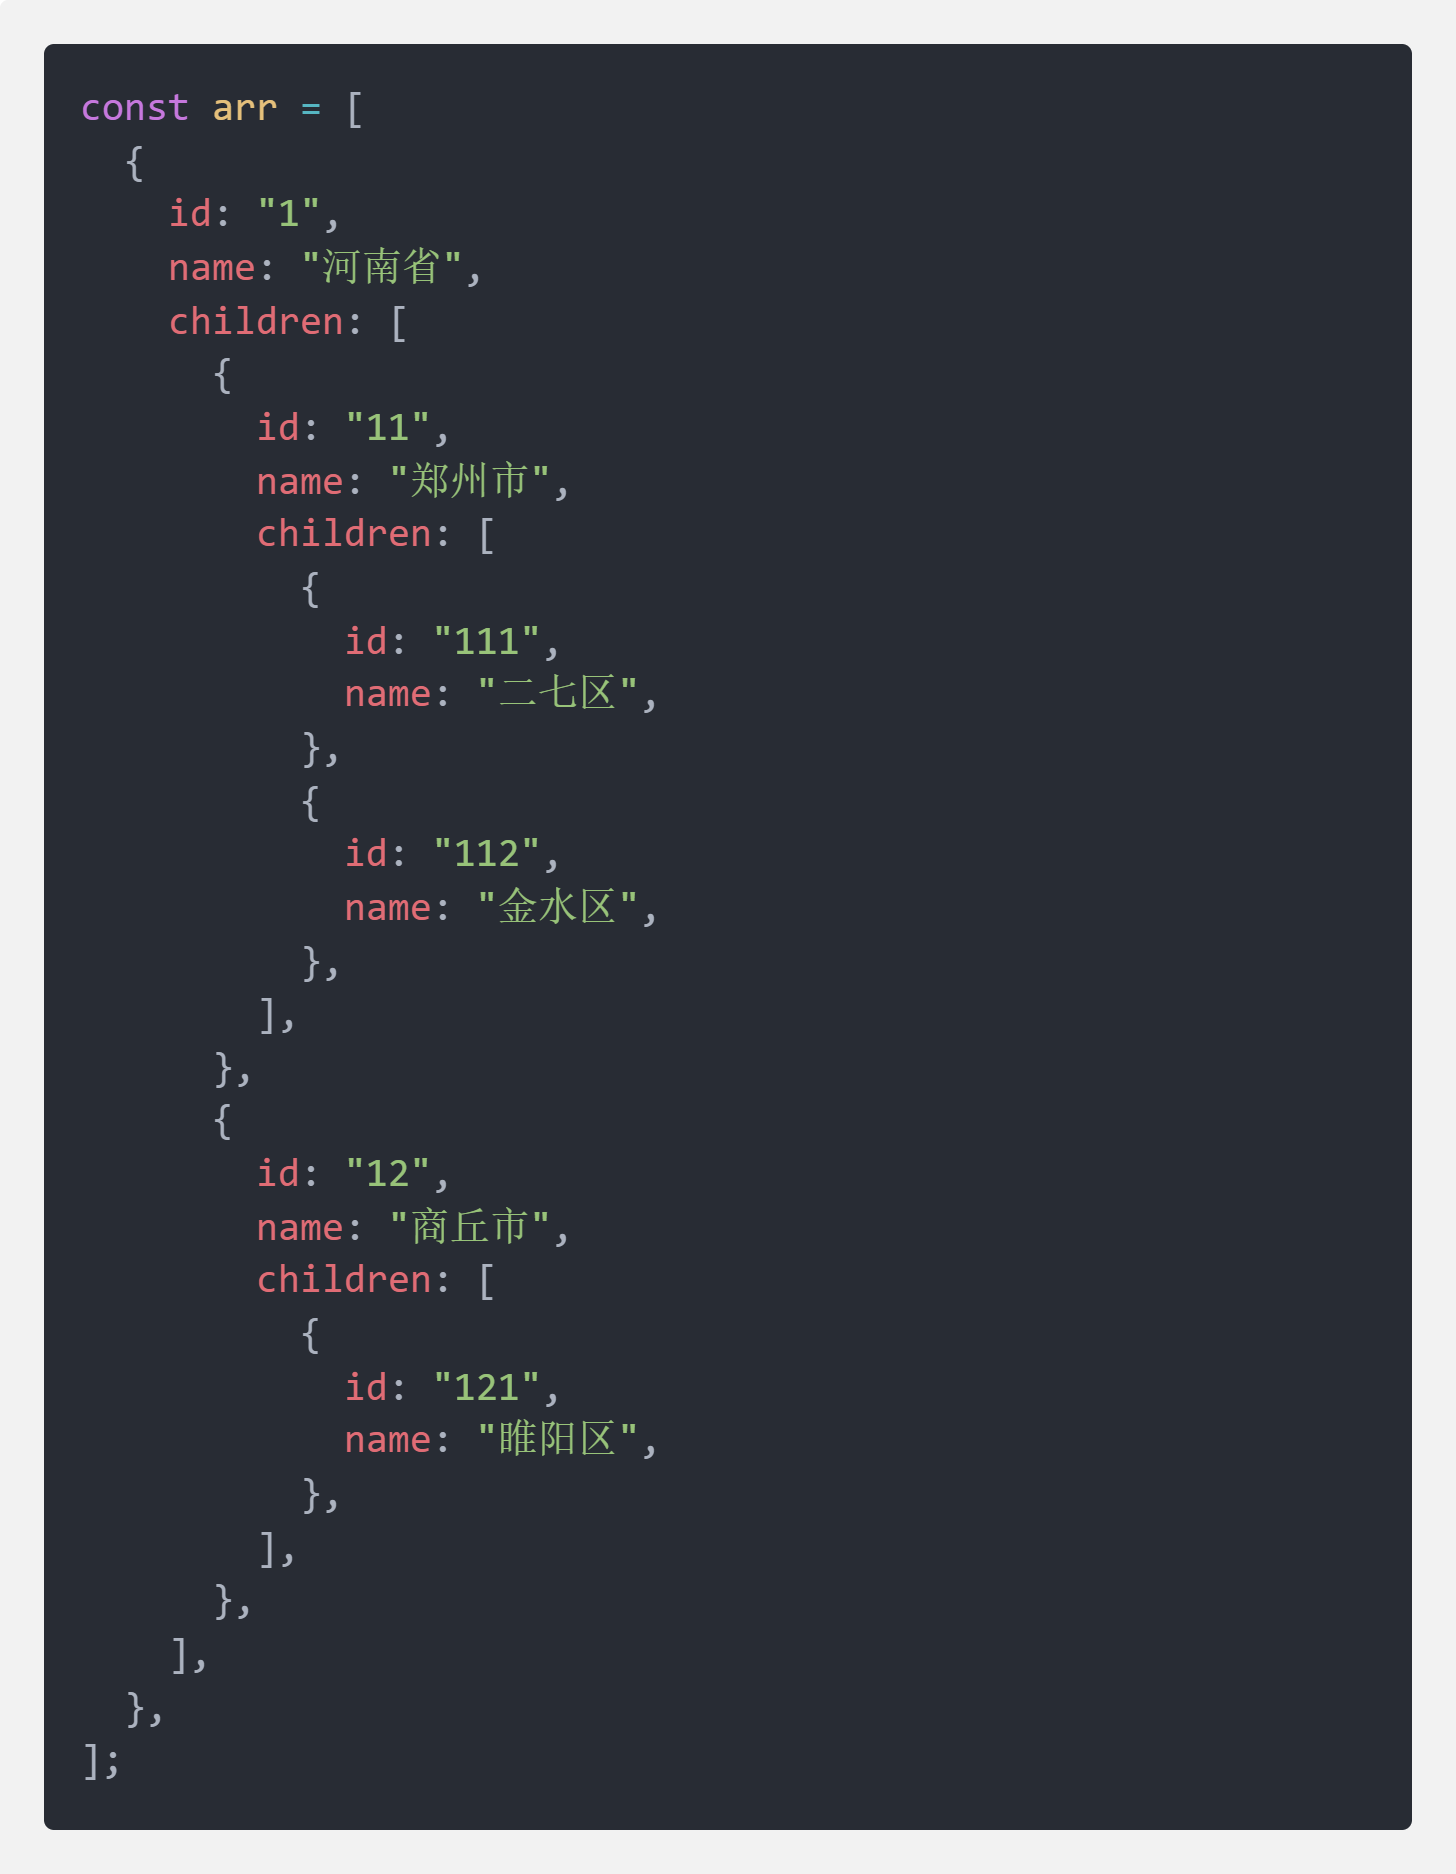 const arr = [
  {
    id: "1",
    name: "河南省",
    children: [
      {
        id: "11",
        name: "郑州市",
        children: [
          {
            id: "111",
            name: "二七区",
          },
          {
            id: "112",
            name: "金水区",
          },
        ],
      },
      {
        id: "12",
        name: "商丘市",
        children: [
          {
            id: "121",
            name: "睢阳区",
          },
        ],
      },
    ],
  },
];